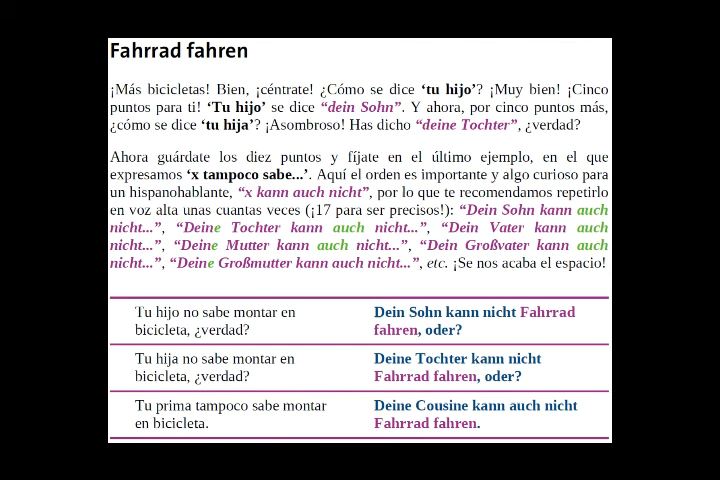 Fahrrad fahren
¡Más bicicletas! Bien, ¡céntrate! ¿Cómo se dice ‘tu hijo’? ¡Muy bien! ¡Cinco
puntos para ti! ‘Tu hijo’ se dice “dein Sohn”. Y ahora, por cinco puntos más,
¿cómo se dice ‘tu hija’? ¡Asombroso! Has dicho “deine Tochter”, ¿verdad?
Ahora guárdate los diez puntos y fíjate en el último ejemplo, en el que
expresamos ‘x tampoco sabe...’. Aquí el orden es importante y algo curioso para
un hispanohablante, “x kann auch nicht”, por lo que te recomendamos repetirlo
en voz alta unas cuantas veces (¡17 para ser precisos!): “Dein Sohn kann auch
nicht...”, “Deine Tochter kann auch nicht...”, “Dein Vater kann auch
nicht...”, “Deine Mutter kann auch nicht...”, “Dein Großvater kann auch
nicht...”, “Deine Großmutter kann auch nicht...”, etc. ¡Se nos acaba el espacio!
Tu hijo no sabe montar en
bicicleta, ¿verdad?
Dein Sohn kann nicht Fahrrad
fahren, oder?
Tu hija no sabe montar en
bicicleta, ¿verdad?
Deine Tochter kann nicht
Fahrrad fahren, oder?
Tu prima tampoco sabe montar
en bicicleta.
Deine Cousine kann auch nicht
Fahrrad fahren.